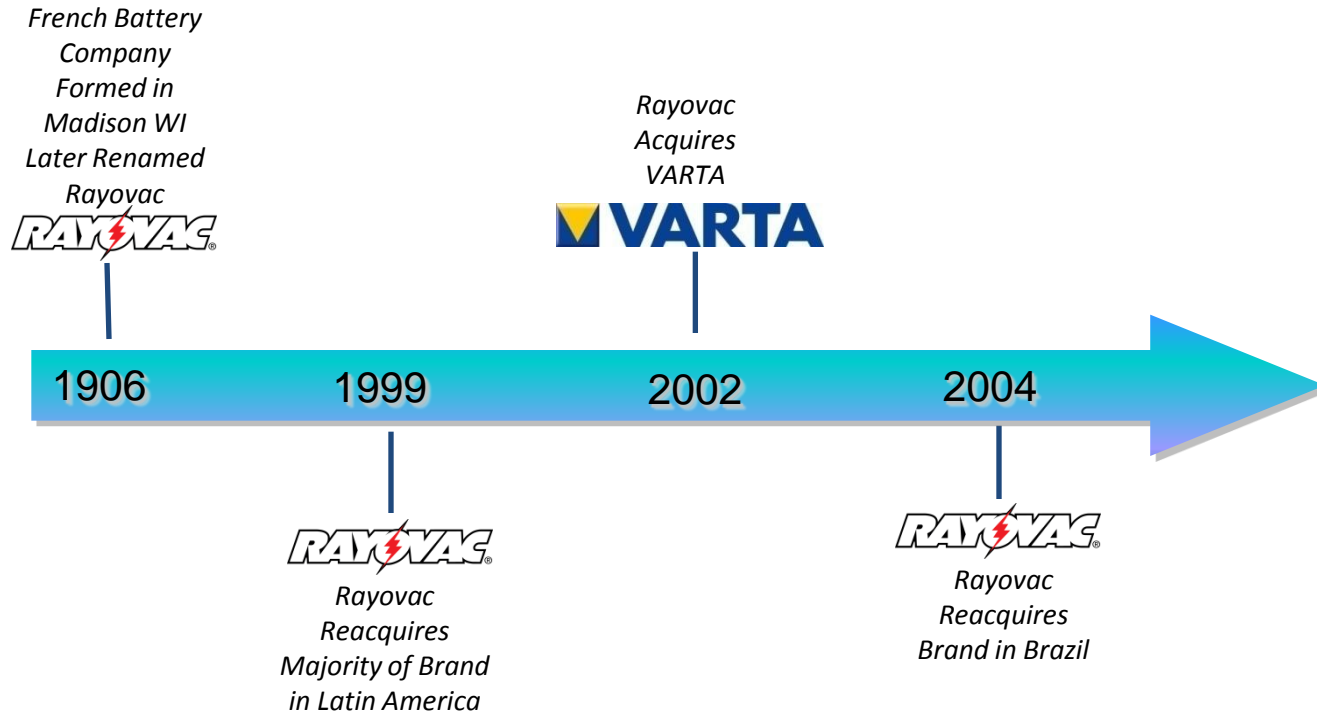 French Battery
Company
Formed in
Madison WI
Later Renamed
Rayovac
RAYOVAC®
Rayovac
Acquires
VARTA
VARTA
1906
1999
2002
2004
RAYOVAC®
Rayovac
Reacquires
Majority of Brand
in Latin America
RAYOVAC®
Rayovac
Reacquires
Brand in Brazil